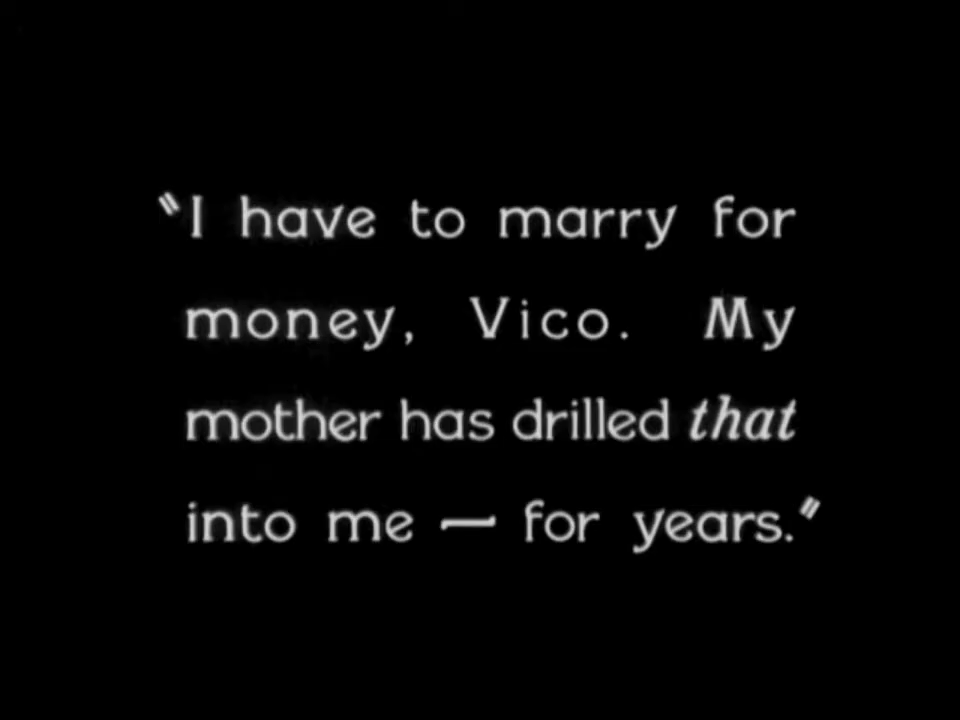 "I have to marry for
money, Vico. My
mother has drilled that
into me — for years."